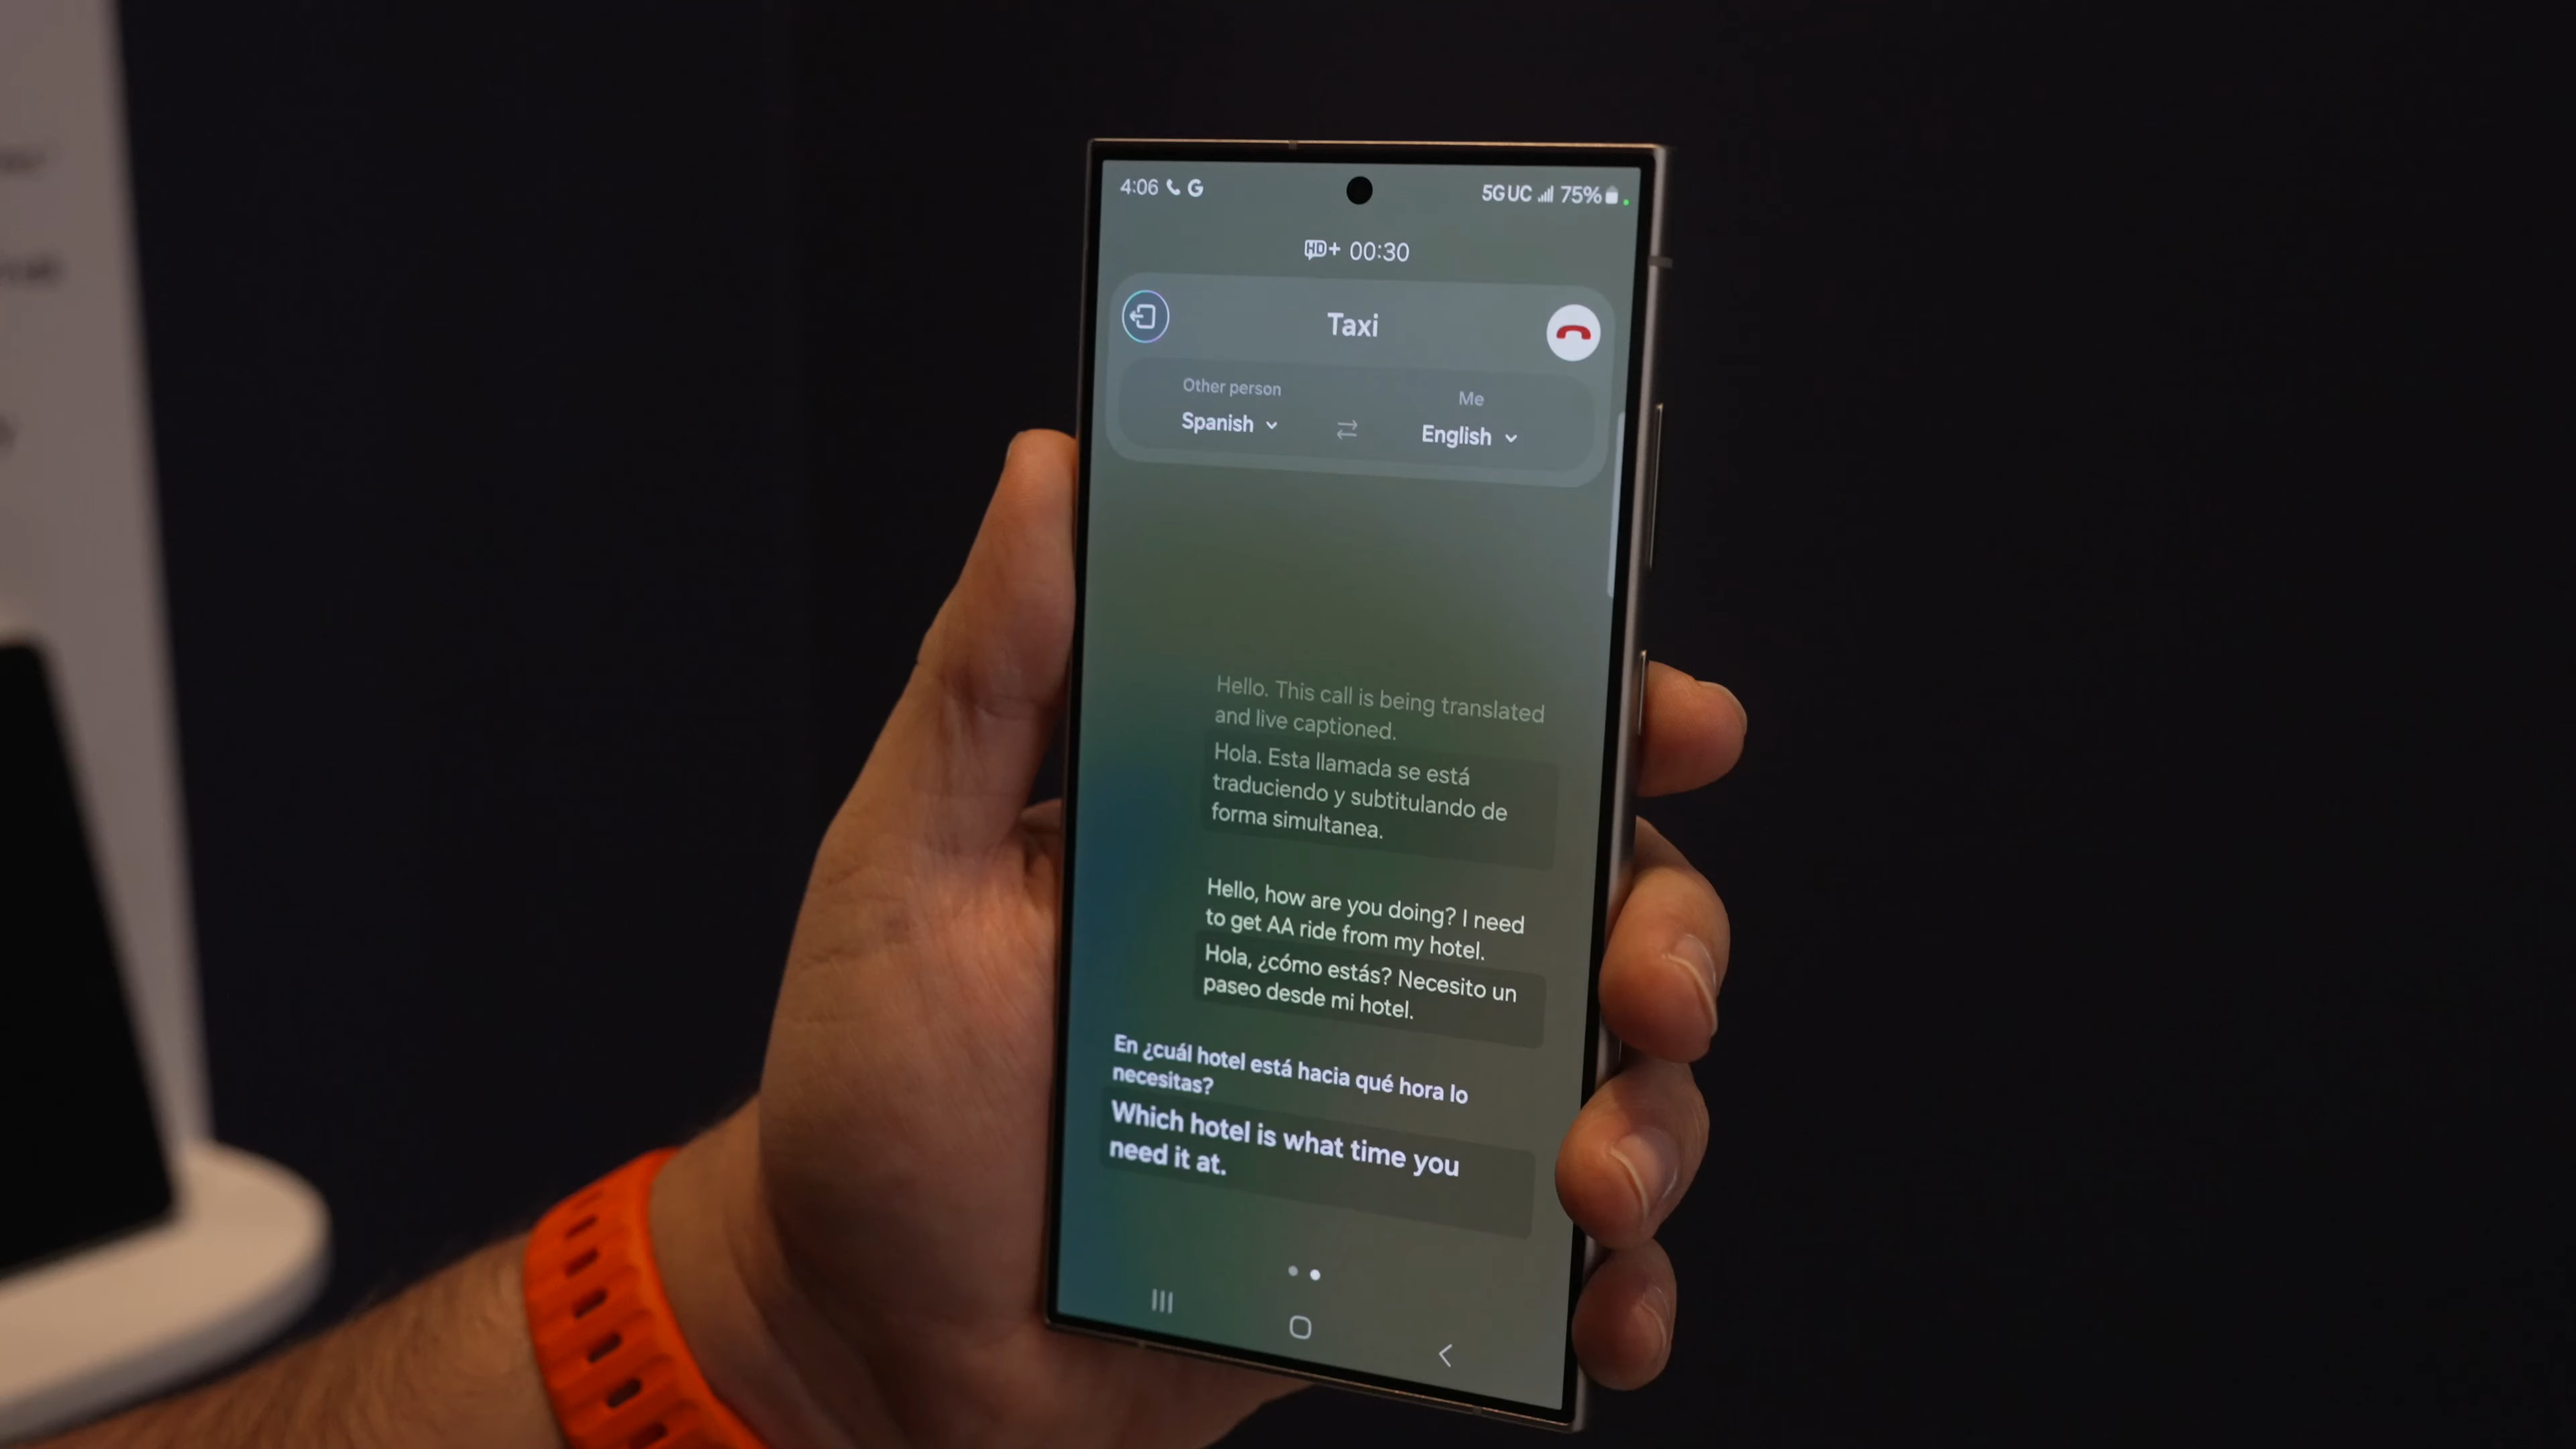 4:06
5G UC 75%
HD+ 00:30
Taxi
Other person
Me
Spanish
English
Hello. This call is being translated
and live captioned.
Hola. Esta llamada se está
traduciendo y subtitulando de
forma simultanea.
Hello, how are you doing? I need
to get AA ride from my hotel.
Hola, ¿cómo estás? Necesito un
paseo desde mi hotel.
En ¿cuál hotel está hacia qué hora lo
necesitas?
Which hotel is what time you
need it at.